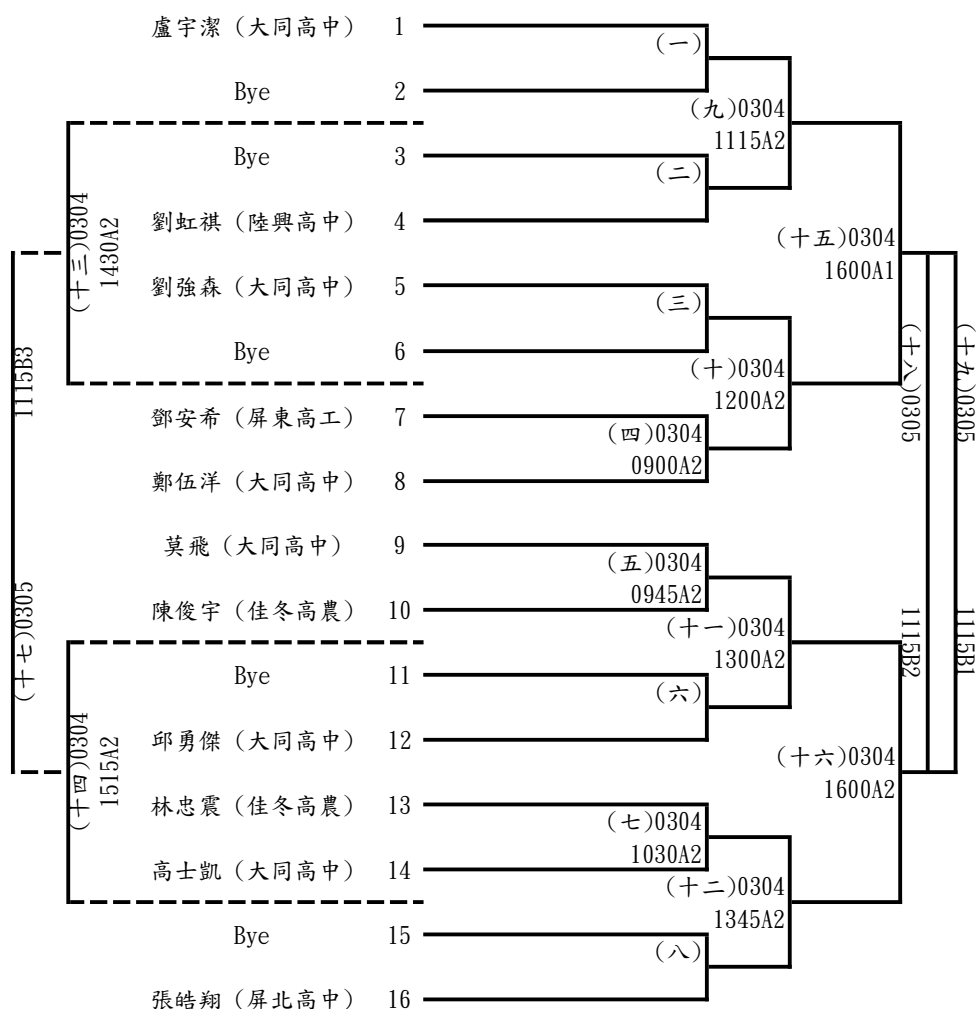 盧宇潔 (大同高中) 1
(一)
Bye 2
(九)0304
1115A2
Bye 3
(二)
劉虹祺 (陸興高中) 4
(十三)0304
1430A2
(十五)0304
1600A1
劉強森 (大同高中) 5
(三)
Bye 6
(十)0304
1200A2
1115B3
(十八)0305
(十九)0305
鄧安希 (屏東高工) 7
(四)0304
0900A2
鄭伍洋 (大同高中) 8
莫飛 (大同高中) 9
(五)0304
0945A2
陳俊宇 (佳冬高農) 10
(十一)0304
1300A2
(十七)0305
1115B2
1115B1
Bye 11
(六)
邱勇傑 (大同高中) 12
(十四)0304
1515A2
(十六)0304
1600A2
林忠震 (佳冬高農) 13
(七)0304
1030A2
高士凱 (大同高中) 14
(十二)0304
1345A2
Bye 15
(八)
張皓翔 (屏北高中) 16